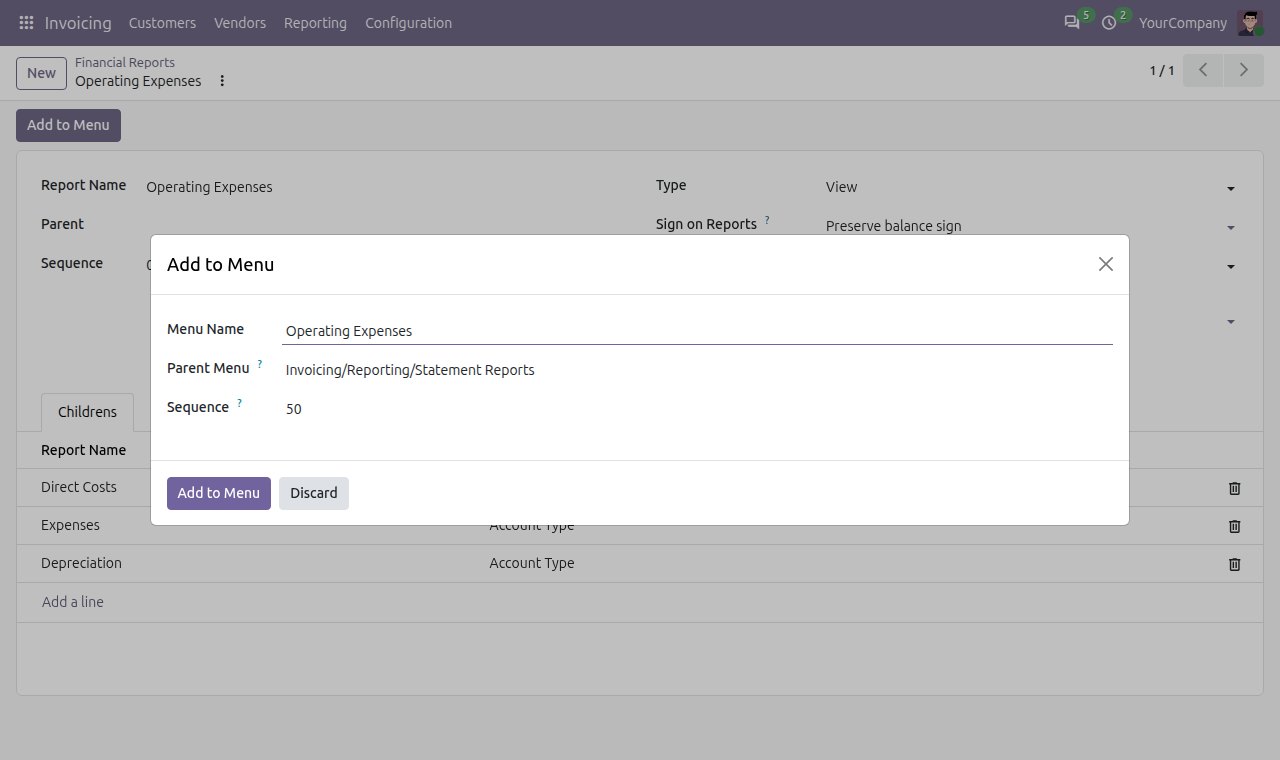 Invoicing Customers Vendors Reporting Configuration 5 2 YourCompany
New Financial Reports
Operating Expenses 1 / 1
Add to Menu
Report Name Operating Expenses Type View
Parent Sign on Reports ? Preserve balance sign
Sequence
Add to Menu
Menu Name Operating Expenses
Parent Menu ? Invoicing/Reporting/Statement Reports
Sequence ? 50
Add to Menu Discard
Childrens
Report Name
Direct Costs
Expenses Account Type
Depreciation Account Type
Add a line